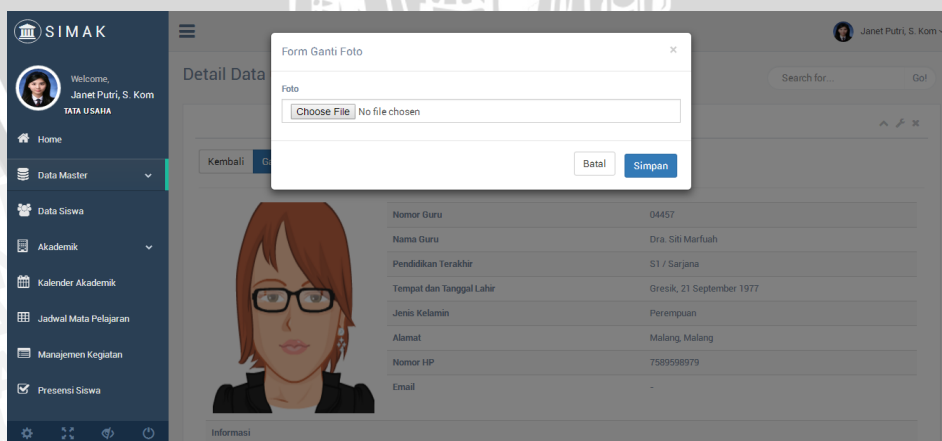 SIMAK
Janet Putri, S. Kom
Form Ganti Foto
×
Welcome,
Janet Putri, S. Kom
TATA USAHA
Detail Data
Search for...
Go!
Foto
Choose File No file chosen
Batal
Simpan
Kembali
Home
Data Master
Data Siswa
Akademik
Kalender Akademik
Jadwal Mata Pelajaran
Manajemen Kegiatan
Presensi Siswa
Nomor Guru 04457
Nama Guru Dra. Siti Marfuah
Pendidikan Terakhir S1 / Sarjana
Tempat dan Tanggal Lahir Gresik, 21 September 1977
Jenis Kelamin Perempuan
Alamat Malang, Malang
Nomor HP 7589598979
Email -
Informasi